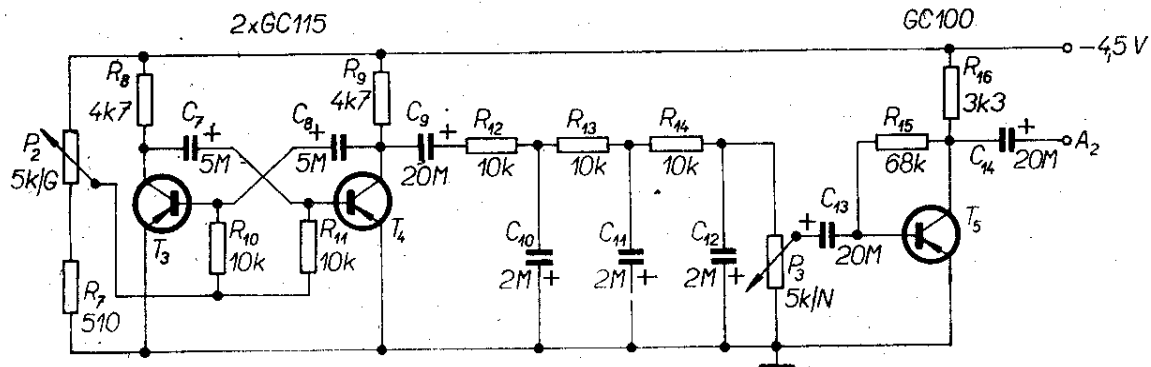 2xGC115
GC100
-4,5V
R8
4k7
C7
+
5M
R9
4k7
C8
+
5M
C9
+
20M
R12
10k
R13
10k
R14
10k
R15
68k
R16
3k3
C14
+
20M
A2
P2
5k/G
T3
R10
10k
R11
10k
T4
C10
2M
+
C11
2M
+
C12
2M
+
P3
5k/N
+
C13
20M
T5
R7
510